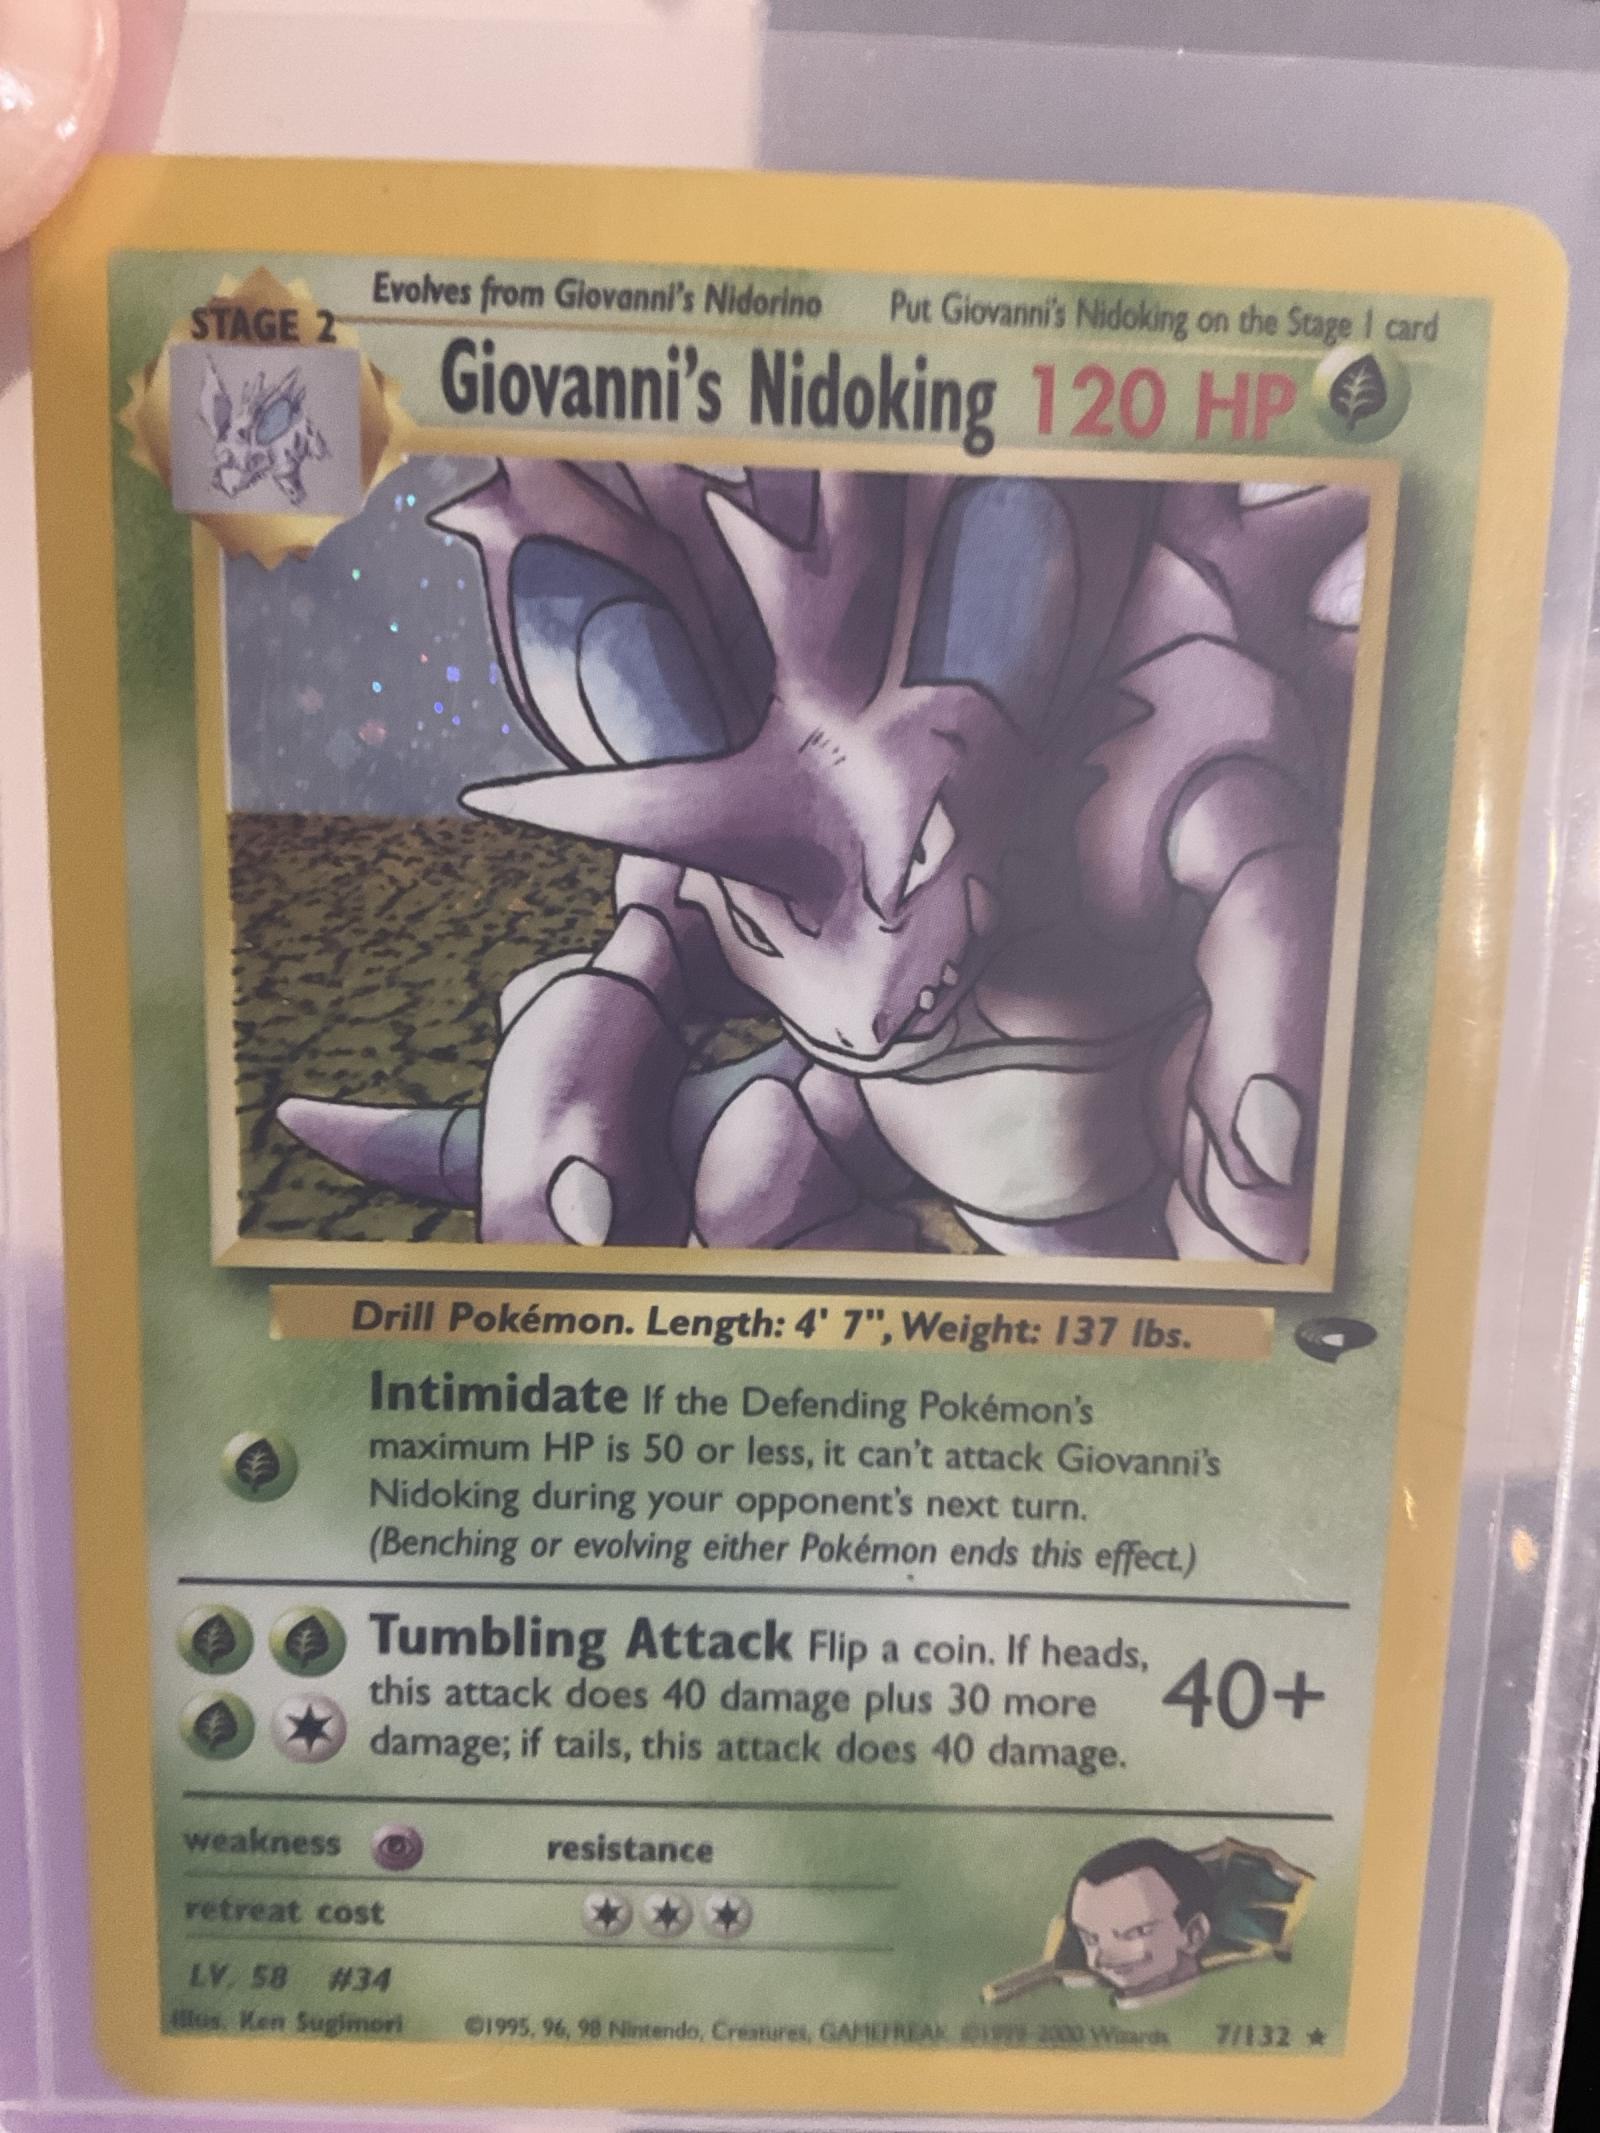 Evolves from Giovanni's Nidorino Put Giovanni's Nidoking on the Stage 1 card
STAGE 2
Giovanni's Nidoking 120 HP
Drill Pokémon. Length: 4' 7", Weight: 137 lbs.
Intimidate If the Defending Pokémon's
maximum HP is 50 or less, it can't attack Giovanni's
Nidoking during your opponent's next turn.
(Benching or evolving either Pokémon ends this effect.)
Tumbling Attack Flip a coin. If heads,
this attack does 40 damage plus 30 more
damage; if tails, this attack does 40 damage.
40+
weakness resistance
retreat cost
LV. 58 #34
Illus. Ken Sugimori ©1995, 96, 98 Nintendo, Creatures, GAMEFREAK. ©1999-2000 Wizards. 7/132 ★